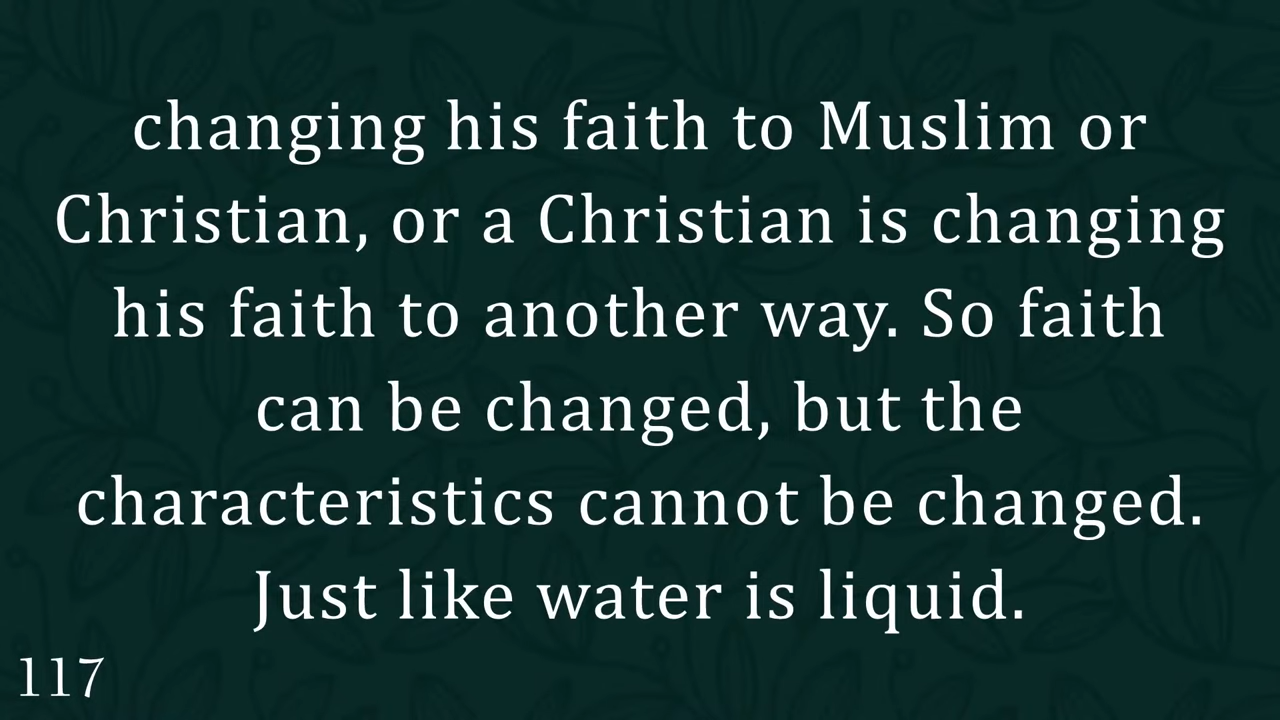 changing his faith to Muslim or
Christian, or a Christian is changing
his faith to another way. So faith
can be changed, but the
characteristics cannot be changed.
Just like water is liquid.
117